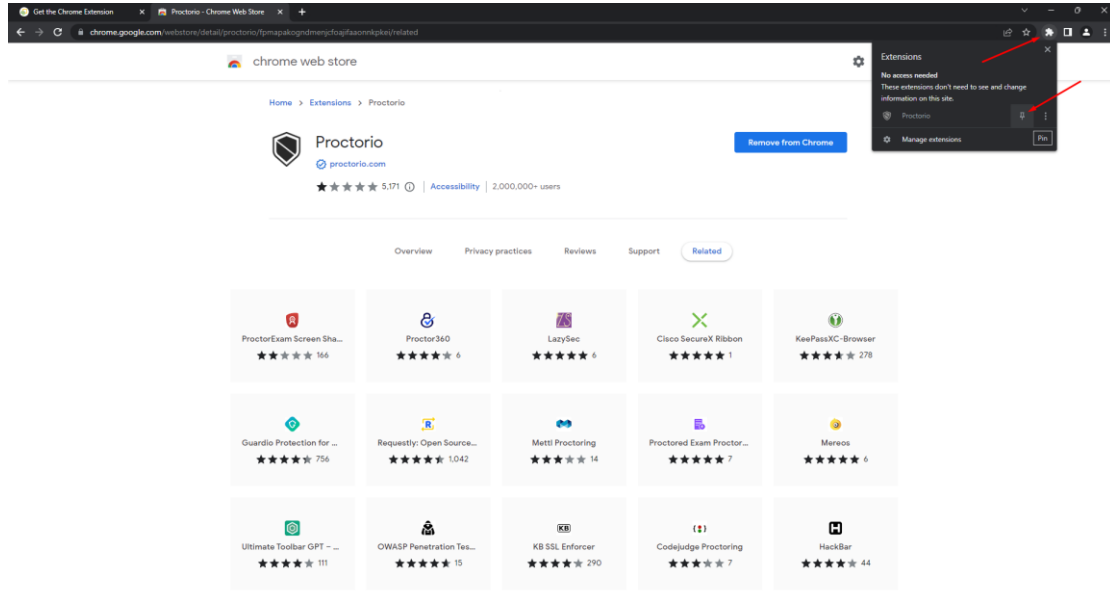 Get the Chrome Extension
Proctorio - Chrome Web Store
chrome.google.com/webstore/detail/proctorio/fpmapakogndmenjcfoajifaaonnkpkei/related
chrome web store
Extensions
No access needed
These extensions don't need to see and change
information on this site.
Proctorio
Manage extensions
Pin
Home > Extensions > Proctorio
Proctorio
proctorio.com
5,171 Accessibility 2,000,000+ users
Remove from Chrome
Overview Privacy practices Reviews Support Related
ProctorExam Screen Sha...
166
Proctor360
6
LazySec
6
Cisco SecureX Ribbon
1
KeePassXC-Browser
278
Guardio Protection for ...
756
R
Requestly: Open Source...
1,042
Mettl Proctoring
14
Proctored Exam Proctor...
7
Mereos
6
Ultimate Toolbar GPT – ...
111
OWASP Penetration Tes...
15
KB
KB SSL Enforcer
290
Codejudge Proctoring
7
H
HackBar
44